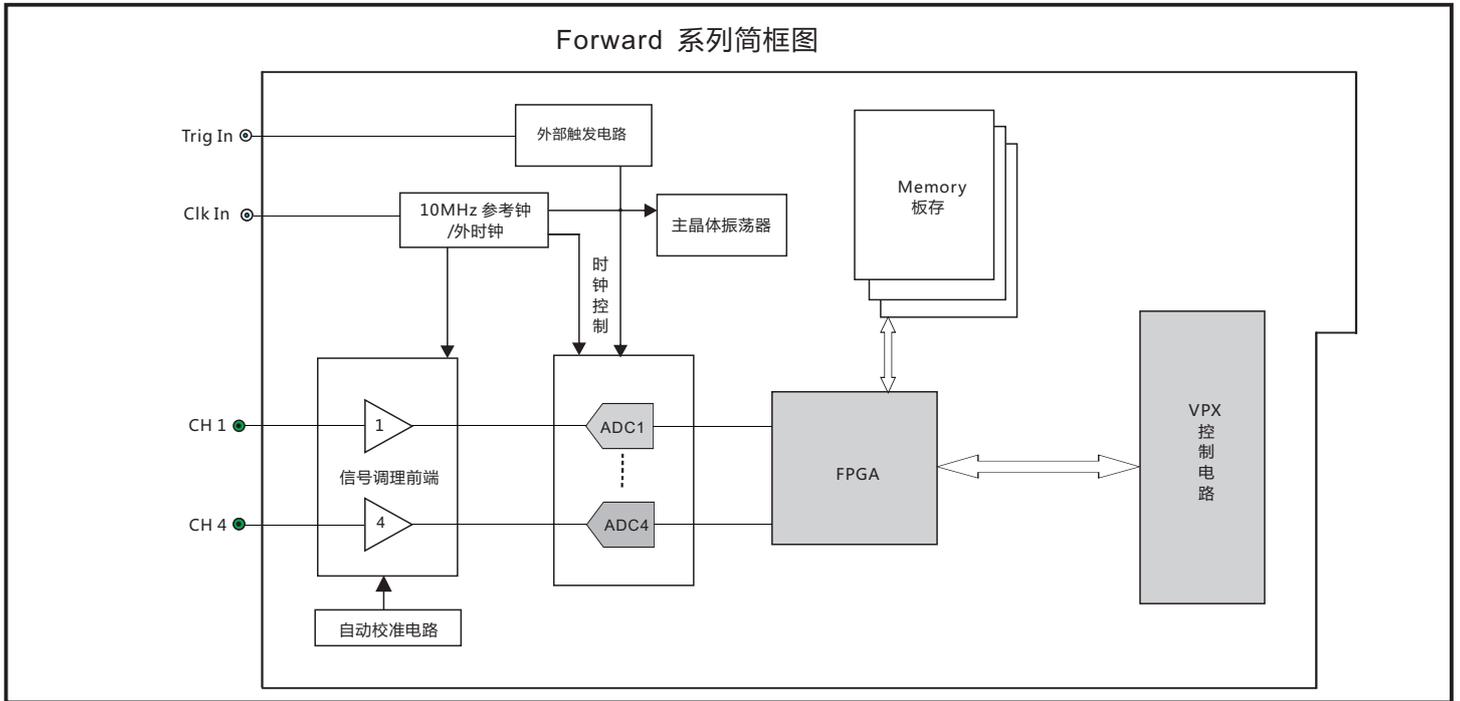 Forward 系列简框图
Trig In
外部触发电路
Clk In
10MHz 参考钟
/外时钟
主晶体振荡器
Memory
板存
时
钟
控
制
CH 1
1
ADC1
信号调理前端
CH 4
4
ADC4
FPGA
VPX
控
制
电
路
自动校准电路